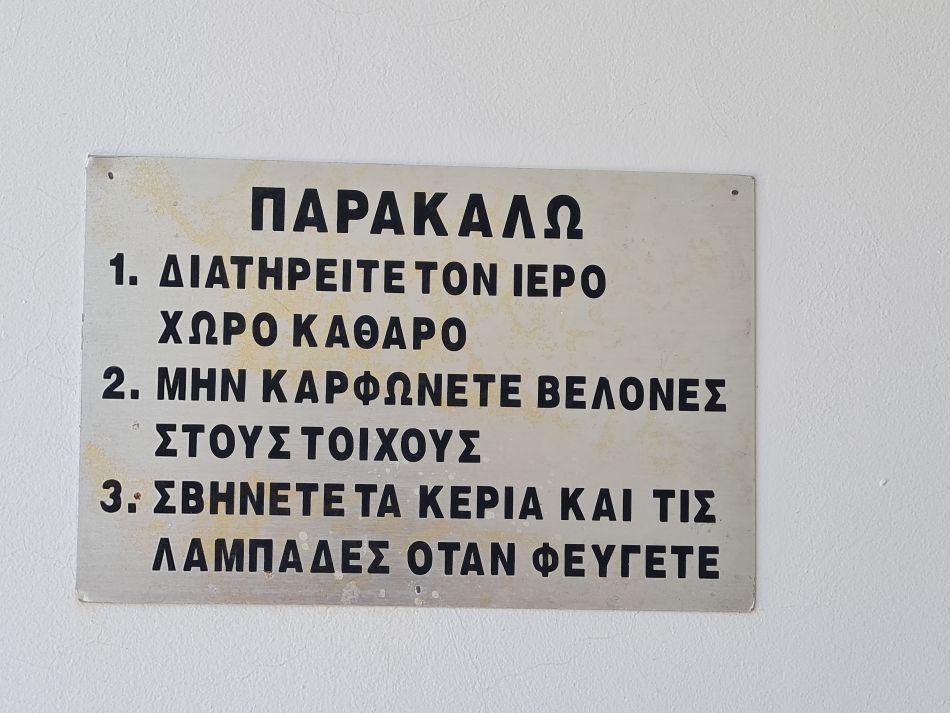 ΠΑΡΑΚΑΛΩ
1. ΔΙΑΤΗΡΕΙΤΕ ΤΟΝ ΙΕΡΟ
ΧΩΡΟ ΚΑΘΑΡΟ
2. ΜΗΝ ΚΑΡΦΩΝΕΤΕ ΒΕΛΟΝΕΣ
ΣΤΟΥΣ ΤΟΙΧΟΥΣ
3. ΣΒΗΝΕΤΕ ΤΑ ΚΕΡΙΑ ΚΑΙ ΤΙΣ
ΛΑΜΠΑΔΕΣ ΟΤΑΝ ΦΕΥΓΕΤΕ